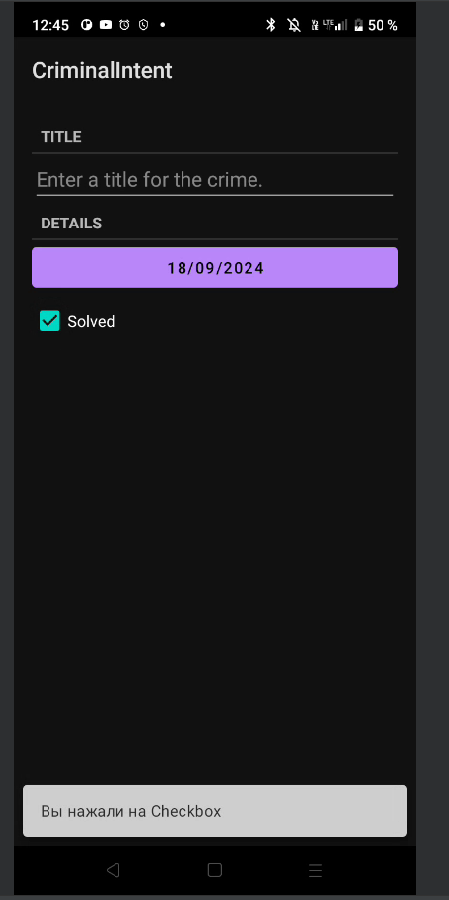 12:45 50 %
CriminalIntent
TITLE
Enter a title for the crime.
DETAILS
18/09/2024
Solved
Вы нажали на Checkbox